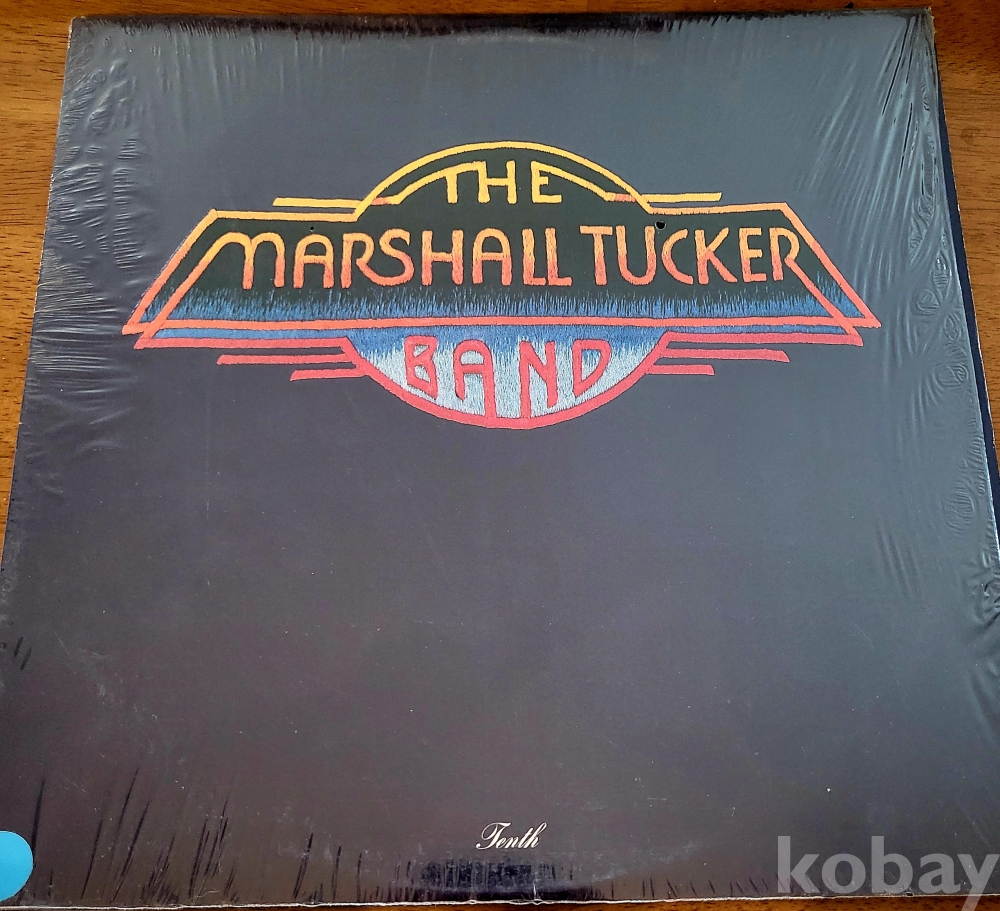 THE
MARSHALL TUCKER
BAND
Tenth
kobay